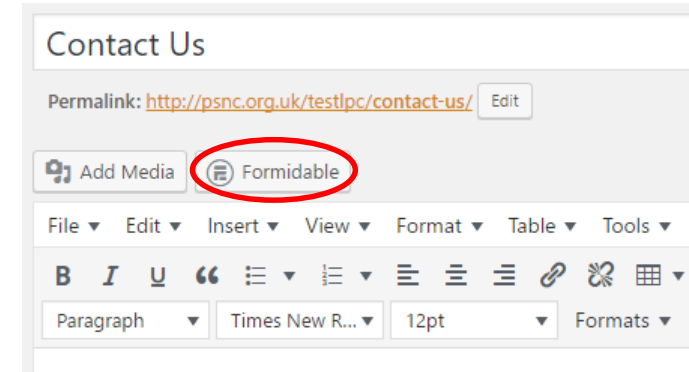 Contact Us
Permalink: http://psnc.org.uk/testlpc/contact-us/ Edit
Add Media Formidable
File Edit Insert View Format Table Tools
B I U
Paragraph Times New R... 12pt Formats